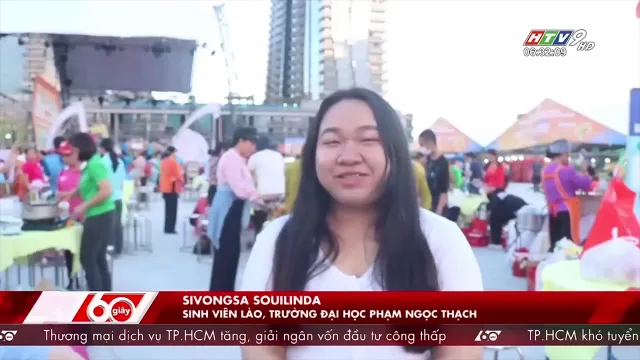 HTV9 HD
06:32:09
SIVONGSA SOUILINDA
60 giây
SINH VIÊN LÀO, TRƯỜNG ĐẠI HỌC PHẠM NGỌC THẠCH
Thương mại dịch vụ TP.HCM tăng, giải ngân vốn đầu tư công thấp
60
TP.HCM khó tuyển